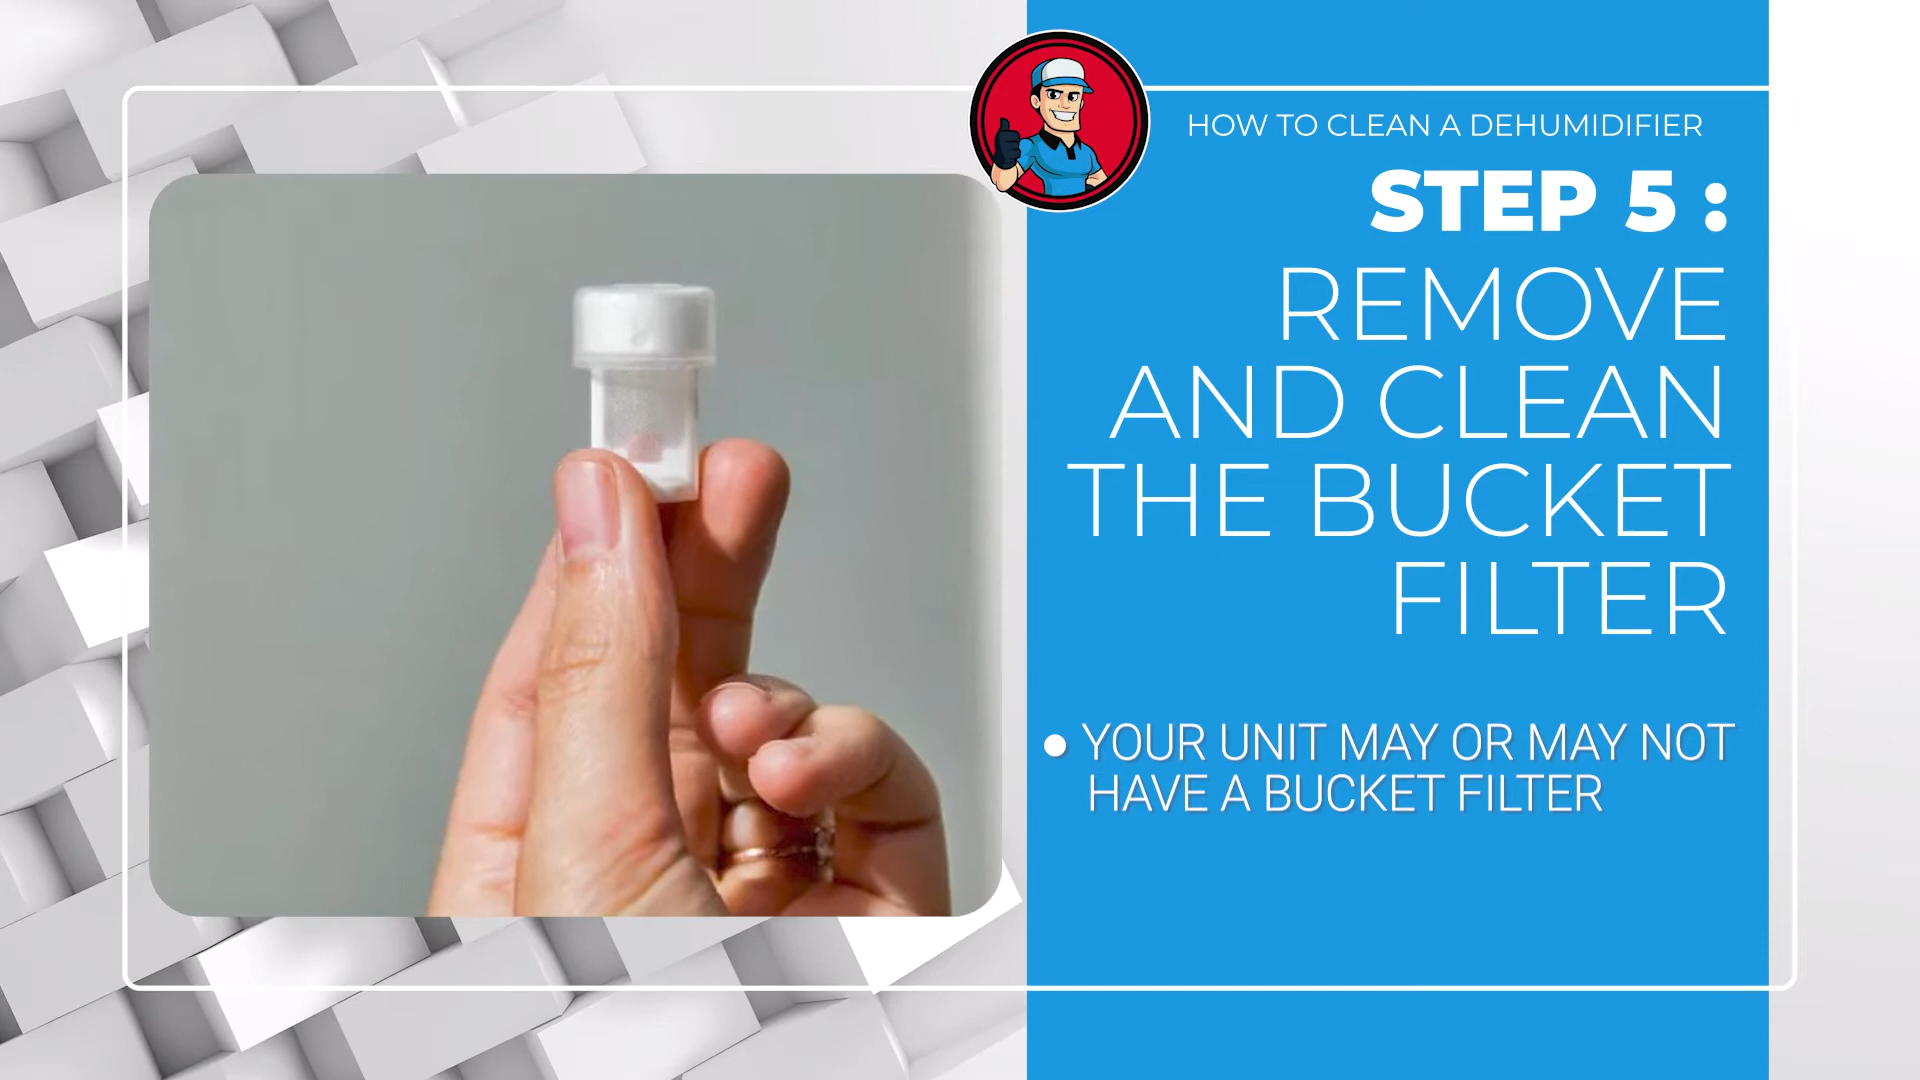 HOW TO CLEAN A DEHUMIDIFIER
STEP 5 :
REMOVE
AND CLEAN
THE BUCKET
FILTER
• YOUR UNIT MAY OR MAY NOT
HAVE A BUCKET FILTER